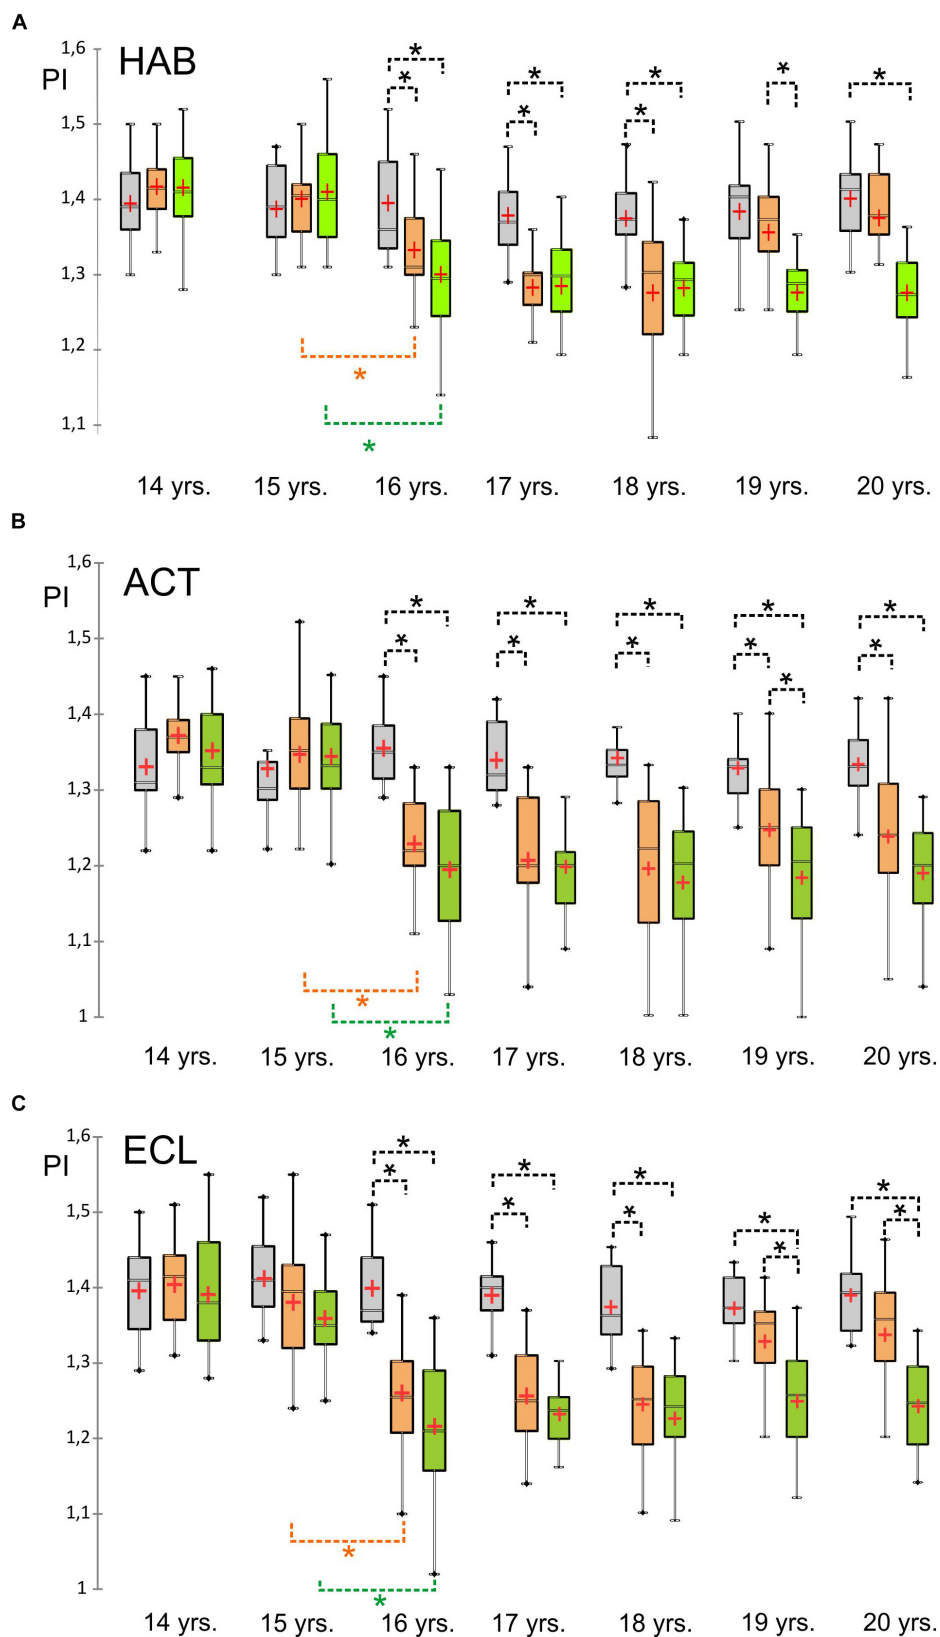 A
HAB
PI
1,6
1,5
1,4
1,3
1,2
1,1
* * * * * * * *
*
*
14 yrs. 15 yrs. 16 yrs. 17 yrs. 18 yrs. 19 yrs. 20 yrs.
B
ACT
PI
1,6
1,5
1,4
1,3
1,2
1,1
1
* * * * * * * * * * *
*
*
14 yrs. 15 yrs. 16 yrs. 17 yrs. 18 yrs. 19 yrs. 20 yrs.
C
ECL
PI
1,6
1,5
1,4
1,3
1,2
1,1
1
* * * * * * * * * *
*
*
14 yrs. 15 yrs. 16 yrs. 17 yrs. 18 yrs. 19 yrs. 20 yrs.